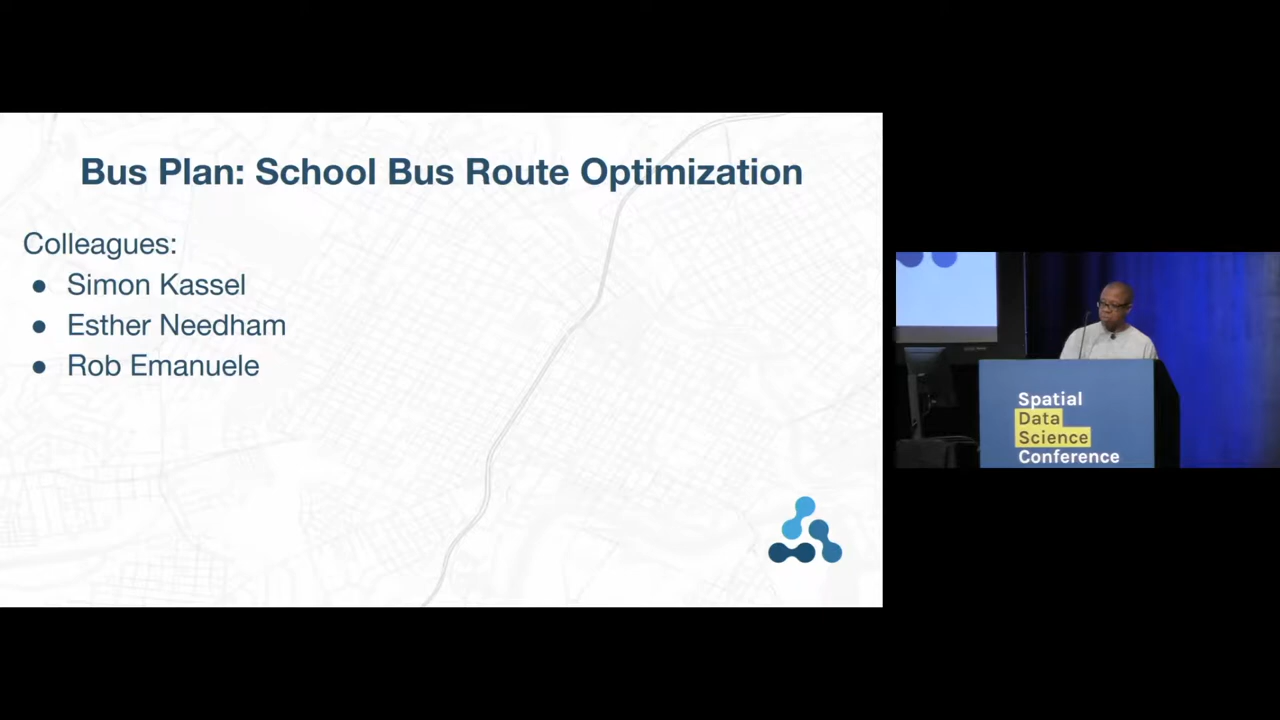 Bus Plan: School Bus Route Optimization
Colleagues:
● Simon Kassel
● Esther Needham
● Rob Emanuele
Spatial
Data
Science
Conference